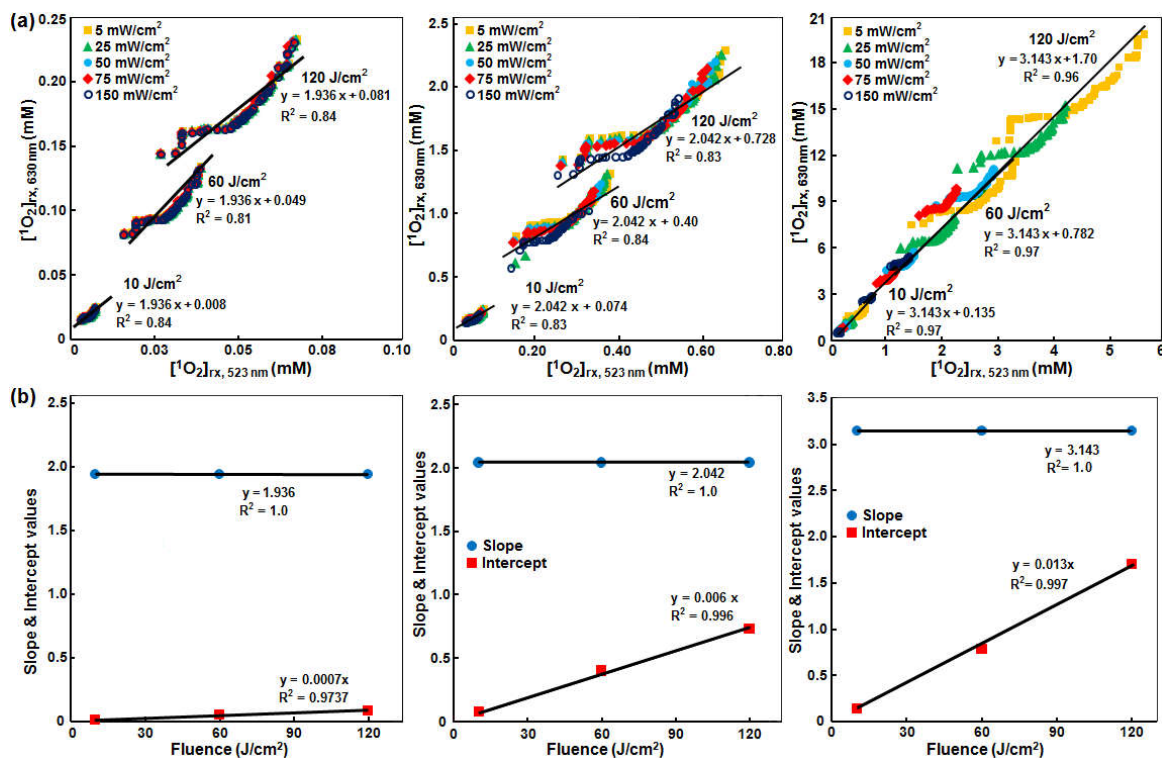 (a)
0.25
0.20
0.15
0.10
0.05
0
[¹O₂]rx, 630 nm (mM)
5 mW/cm²
25 mW/cm²
50 mW/cm²
75 mW/cm²
150 mW/cm²
120 J/cm²
y = 1.936 x + 0.081
R² = 0.84
60 J/cm²
y = 1.936 x + 0.049
R² = 0.81
10 J/cm²
y = 1.936 x + 0.008
R² = 0.84
0 0.03 0.05 0.08 0.10
[¹O₂]rx, 523 nm (mM)
2.5
2.0
1.5
1.0
0.5
0
[¹O₂]rx, 630 nm (mM)
5 mW/cm²
25 mW/cm²
50 mW/cm²
75 mW/cm²
150 mW/cm²
120 J/cm²
y = 2.042 x + 0.728
R² = 0.83
60 J/cm²
y = 2.042 x + 0.40
R² = 0.84
10 J/cm²
y = 2.042 x + 0.074
R² = 0.83
0 0.20 0.40 0.60 0.80
[¹O₂]rx, 523 nm (mM)
21
18
15
12
9
6
3
0
[¹O₂]rx, 630 nm (mM)
5 mW/cm²
25 mW/cm²
50 mW/cm²
75 mW/cm²
150 mW/cm²
120 J/cm²
y = 3.143 x + 1.70
R² = 0.96
60 J/cm²
y = 3.143 x + 0.782
R² = 0.97
10 J/cm²
y = 3.143 x + 0.135
R² = 0.97
0 1 2 3 4 5 6
[¹O₂]rx, 523 nm (mM)
(b)
2.5
2.0
1.5
1.0
0.5
0
Slope & Intercept values
y = 1.936
R² = 1.0
y = 0.0007x
R² = 0.9737
0 30 60 90 120
Fluence (J/cm²)
2.5
2.0
1.5
1.0
0.5
0
Slope & Intercept values
y = 2.042
R² = 1.0
Slope
Intercept
y = 0.006 x
R² = 0.996
0 30 60 90 120
Fluence (J/cm²)
3.5
3.0
2.5
2.0
1.5
1.0
0.5
0
Slope & Intercept values
y = 3.143
R² = 1.0
Slope
Intercept
y = 0.013x
R² = 0.997
0 30 60 90 120
Fluence (J/cm²)